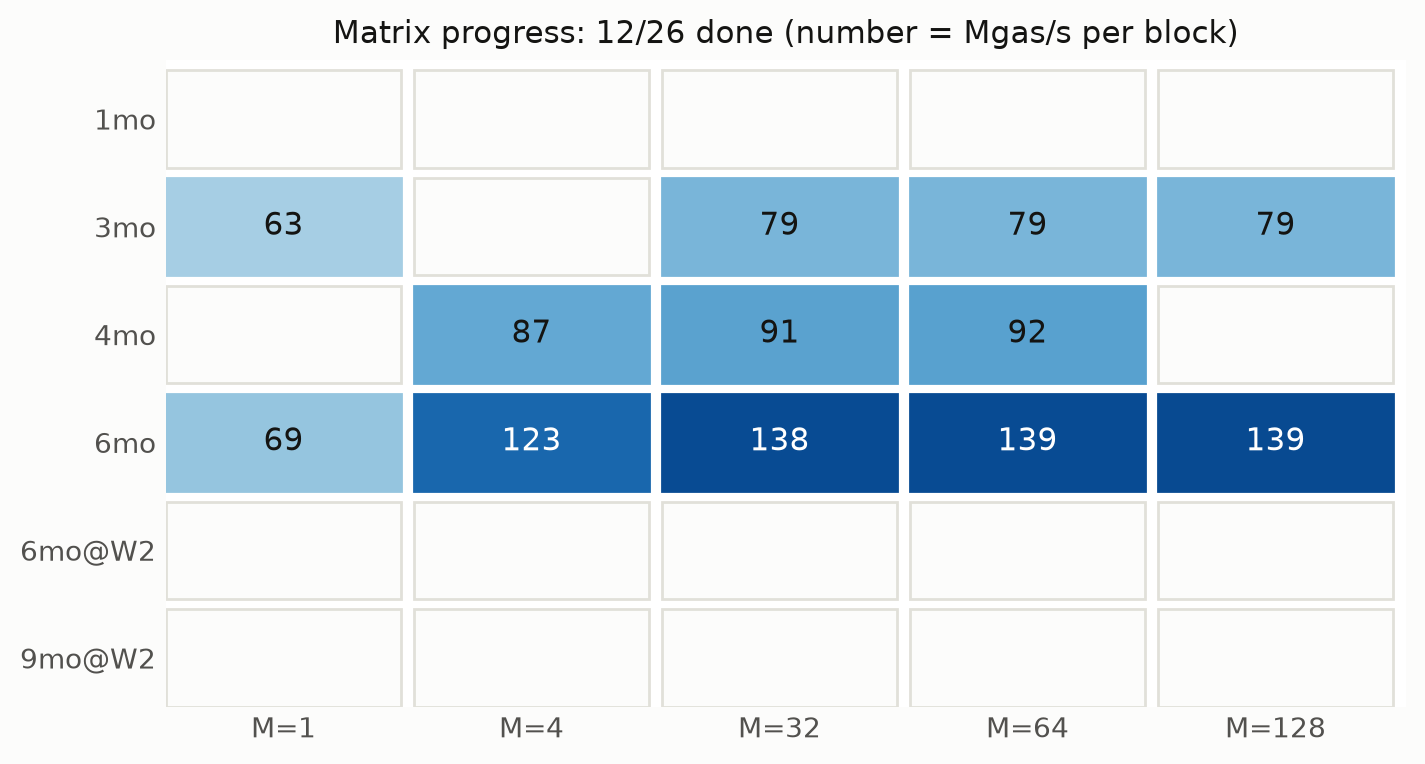 Matrix progress: 12/26 done (number = Mgas/s per block)
1mo
3mo 63 79 79 79
4mo 87 91 92
6mo 69 123 138 139 139
6mo@W2
9mo@W2
M=1 M=4 M=32 M=64 M=128